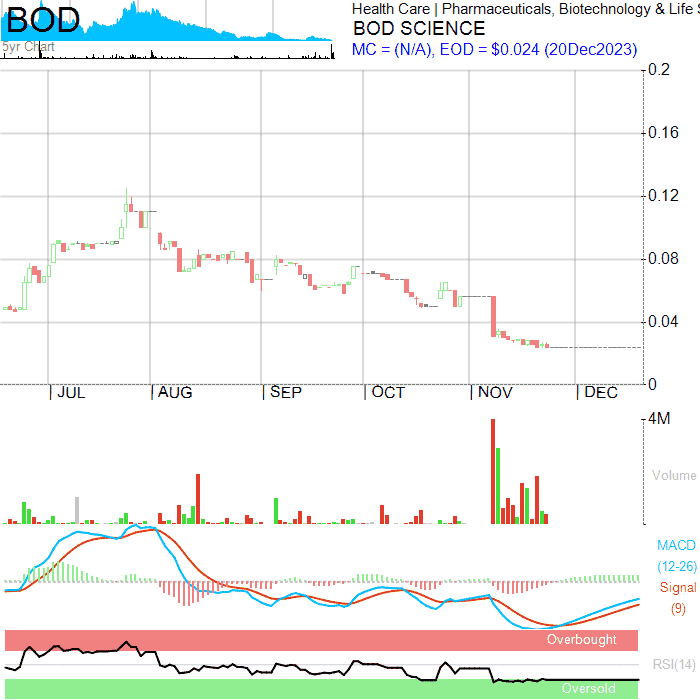 BOD
5yr Chart
Health Care | Pharmaceuticals, Biotechnology & Life S
BOD SCIENCE
MC = (N/A), EOD = $0.024 (20Dec2023)
0.2
0.16
0.12
0.08
0.04
0
| JUL | AUG | SEP | OCT | NOV | DEC
4M
Volume
MACD
(12-26)
Signal
(9)
Overbought
RSI(14)
Oversold